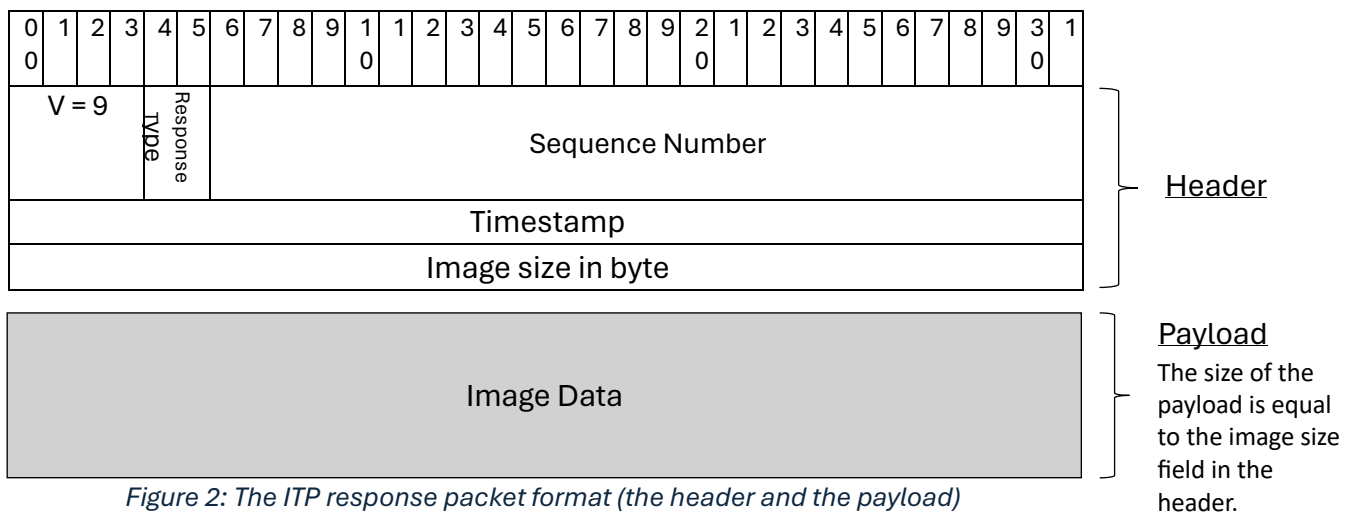 0 1 2 3 4 5 6 7 8 9 1 1 2 3 4 5 6 7 8 9 2 1 2 3 4 5 6 7 8 9 3 1
0 0 0 0
V = 9
Response
Type
Sequence Number
Header
Timestamp
Image size in byte
Payload
The size of the
payload is equal
to the image size
field in the
header.
Image Data
Figure 2: The ITP response packet format (the header and the payload)